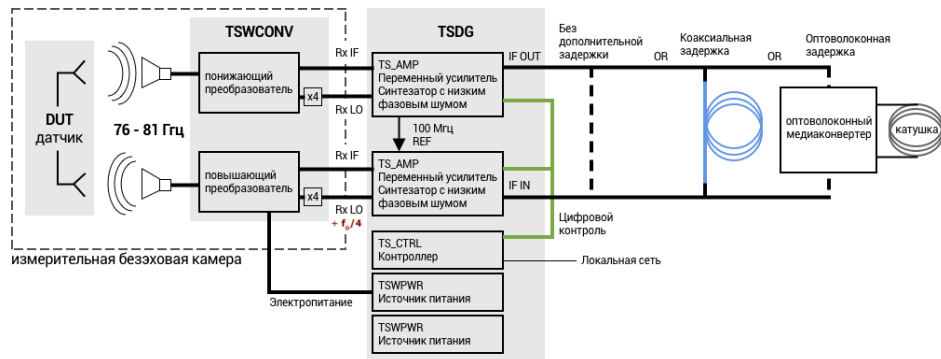 TSWCONV
TSDG
Без
дополнительной
задержки
OR
Коаксиальная
задержка
OR
Оптоволоконная
задержка
DUT
датчик
76 - 81 Ггц
понижающий
преобразователь
x4
Rx IF
Rx LO
TS_AMP
Переменный усилитель
Синтезатор с низким
фазовым шумом
IF OUT
100 Мгц
REF
оптоволоконный
медиаконвертер
катушка
повышающий
преобразователь
x4
Rx IF
Rx LO
+ f_D/4
TS_AMP
Переменный усилитель
Синтезатор с низким
фазовым шумом
IF IN
Цифровой
контроль
измерительная безэховая камера
TS_CTRL
Контроллер
Локальная сеть
Электропитание
TSWPWR
Источник питания
TSWPWR
Источник питания